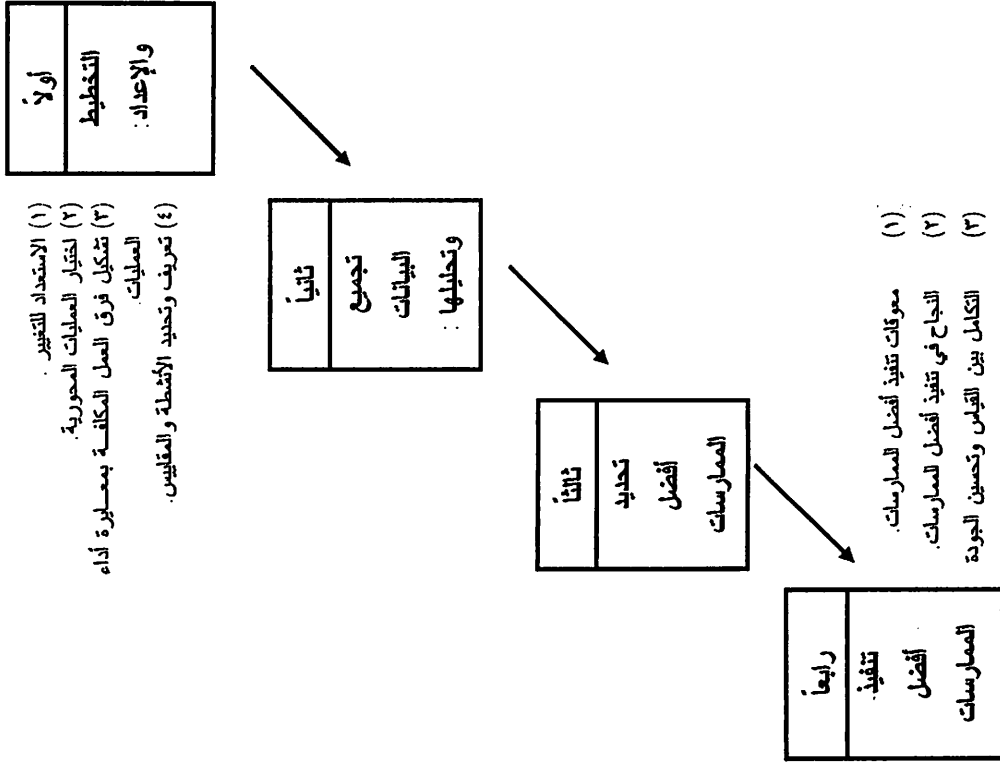 أولاً
التخطيط
والإعداد :
(١) الاستعداد للتغيير .
(٢) اختيار العمليات المحورية.
(٣) تشكيل فرق العمل المكلفة بمعايرة أداء
العمليات.
(٤) تعريف وتحديد الأنشطة والمقاييس.
ثانياً
تجميع
البيانات
وتحليلها :
ثالثاً
تحديد
أفضل
الممارسات
رابعاً
تنفيذ
أفضل
الممارسات
(١) معوقات تنفيذ أفضل الممارسات.
(٢) النجاح في تنفيذ أفضل الممارسات.
(٣) التكامل بين القياس وتحسين الجودة